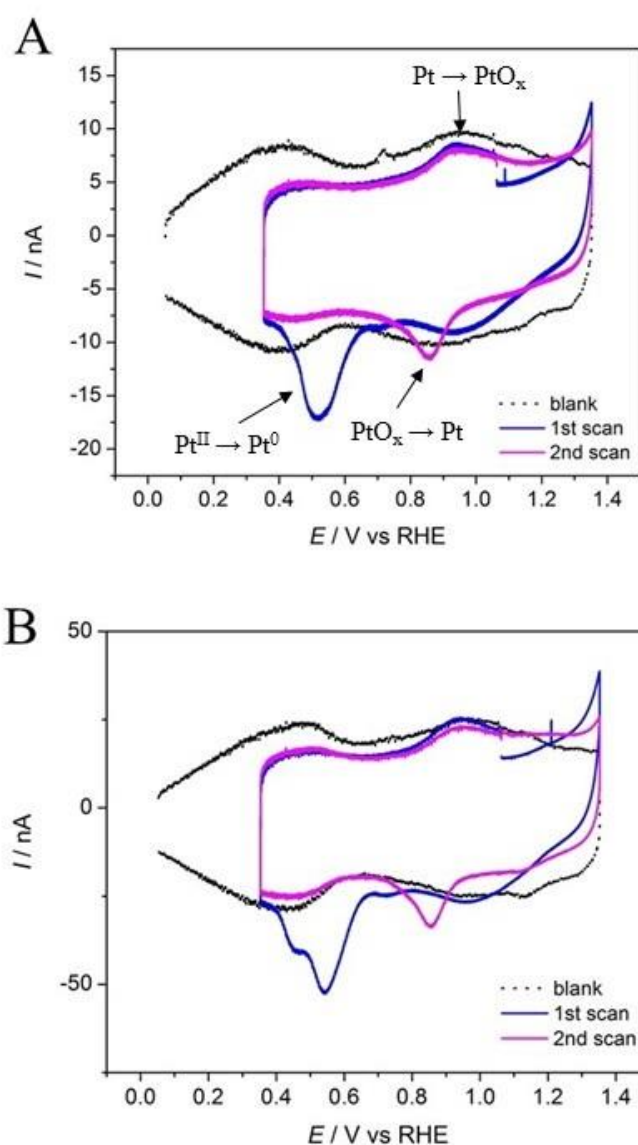 A
Pt → PtOₓ
15
10
5
0
-5
-10
-15
-20
I / nA
Ptᴵᴵ → Pt⁰
PtOₓ → Pt
blank
1st scan
2nd scan
0.0 0.2 0.4 0.6 0.8 1.0 1.2 1.4
E / V vs RHE
B
50
0
-50
I / nA
blank
1st scan
2nd scan
0.0 0.2 0.4 0.6 0.8 1.0 1.2 1.4
E / V vs RHE